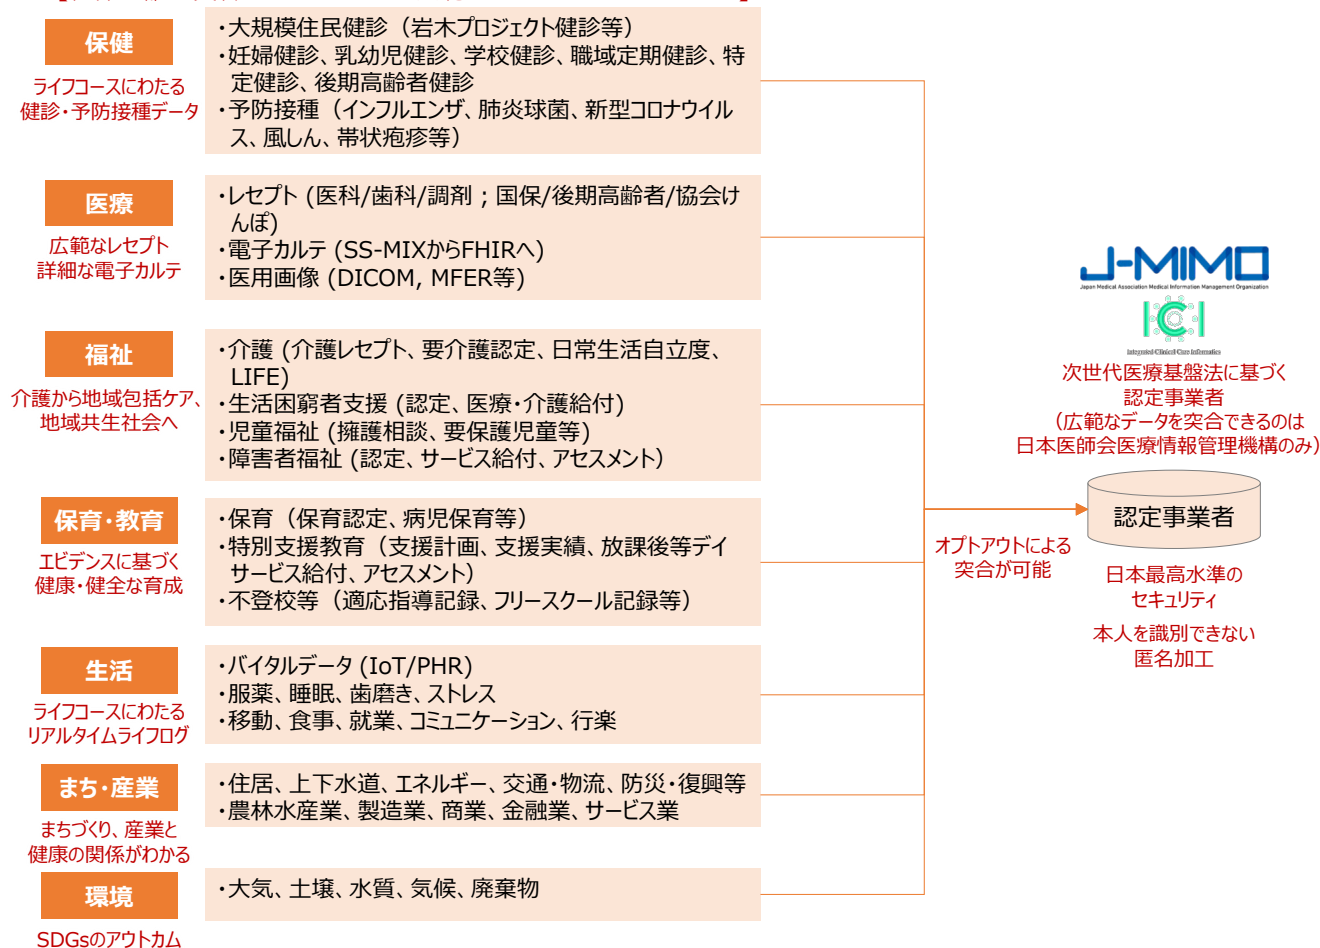 保健
ライフコースにわたる
健診・予防接種データ
・大規模住民健診（岩木プロジェクト健診等）
・妊婦健診、乳幼児健診、学校健診、職域定期健診、特
定健診、後期高齢者健診
・予防接種（インフルエンザ、肺炎球菌、新型コロナウイル
ス、風しん、帯状疱疹等）
医療
広範なレセプト
詳細な電子カルテ
・レセプト (医科/歯科/調剤；国保/後期高齢者/協会け
んぽ)
・電子カルテ (SS-MIXからFHIRへ)
・医用画像 (DICOM, MFER等)
福祉
介護から地域包括ケア、
地域共生社会へ
・介護 (介護レセプト、要介護認定、日常生活自立度、
LIFE)
・生活困窮者支援 (認定、医療・介護給付)
・児童福祉 (擁護相談、要保護児童等)
・障害者福祉 (認定、サービス給付、アセスメント)
保育・教育
エビデンスに基づく
健康・健全な育成
・保育（保育認定、病児保育等）
・特別支援教育（支援計画、支援実績、放課後等デイ
サービス給付、アセスメント）
・不登校等（適応指導記録、フリースクール記録等）
生活
ライフコースにわたる
リアルタイムライフログ
・バイタルデータ (IoT/PHR)
・服薬、睡眠、歯磨き、ストレス
・移動、食事、就業、コミュニケーション、行楽
まち・産業
まちづくり、産業と
健康の関係がわかる
・住居、上下水道、エネルギー、交通・物流、防災・復興等
・農林水産業、製造業、商業、金融業、サービス業
環境
SDGsのアウトカム
・大気、土壌、水質、気候、廃棄物
オプトアウトによる
突合が可能
J-MIMO
Japan Medical Association Medical Information Management Organization
ICI
Integrated Clinical Care Informatics
次世代医療基盤法に基づく
認定事業者
（広範なデータを突合できるのは
日本医師会医療情報管理機構のみ）
認定事業者
日本最高水準の
セキュリティ
本人を識別できない
匿名加工